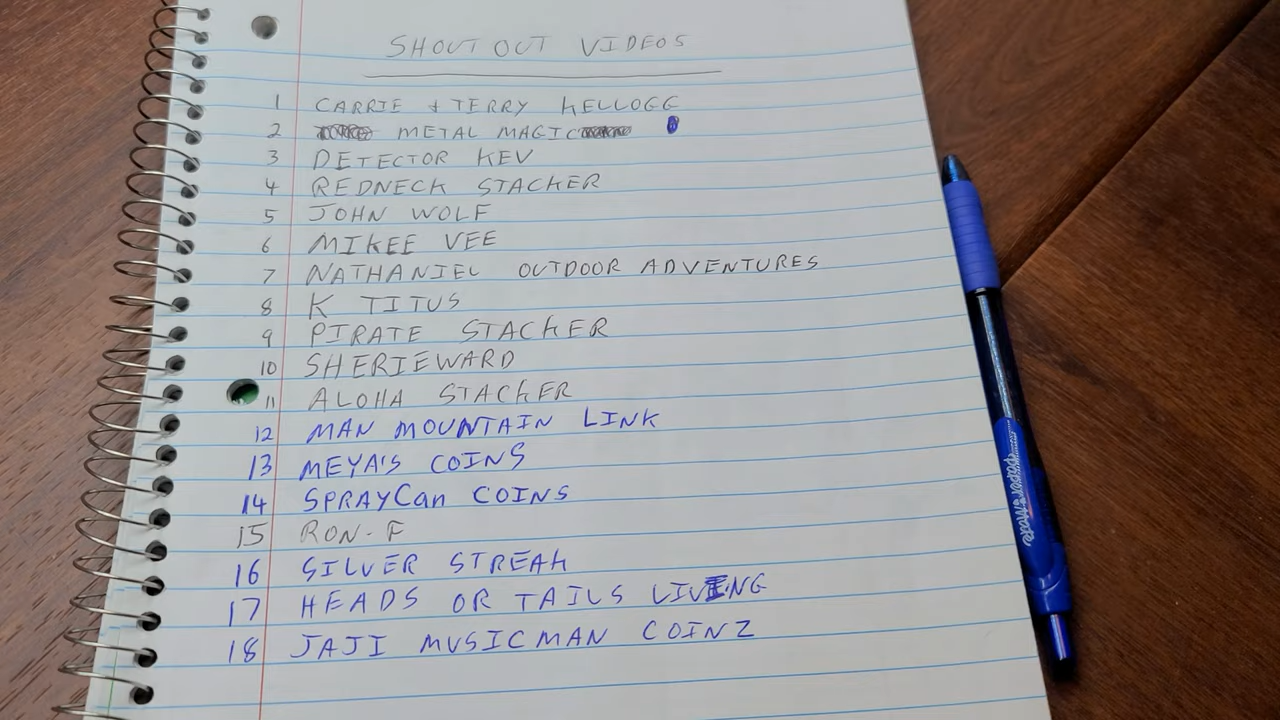 SHOUT OUT VIDEOS
1 CARRIE & TERRY KELLOGG
2 METAL MAGIC
3 DETECTOR KEV
4 REDNECK STACKER
5 JOHN WOLF
6 MIKEE VEE
7 NATHANIEL OUTDOOR ADVENTURES
8 K TITUS
9 PIRATE STACKER
10 SHERIEWARD
11 ALOHA STACKER
12 MAN MOUNTAIN LINK
13 MEYA'S COINS
14 SPRAYCan COINS
15 RON-F
16 SILVER STREAK
17 HEADS OR TAILS LIVING
18 JAJI MUSICMAN COINZ
PaperMate